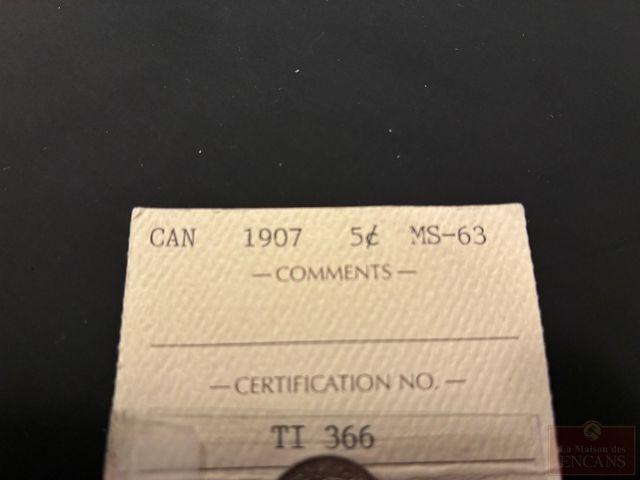 CAN 1907 5¢ MS-63
— COMMENTS —
— CERTIFICATION NO. —
TI 366
La Maison des
ENCANS